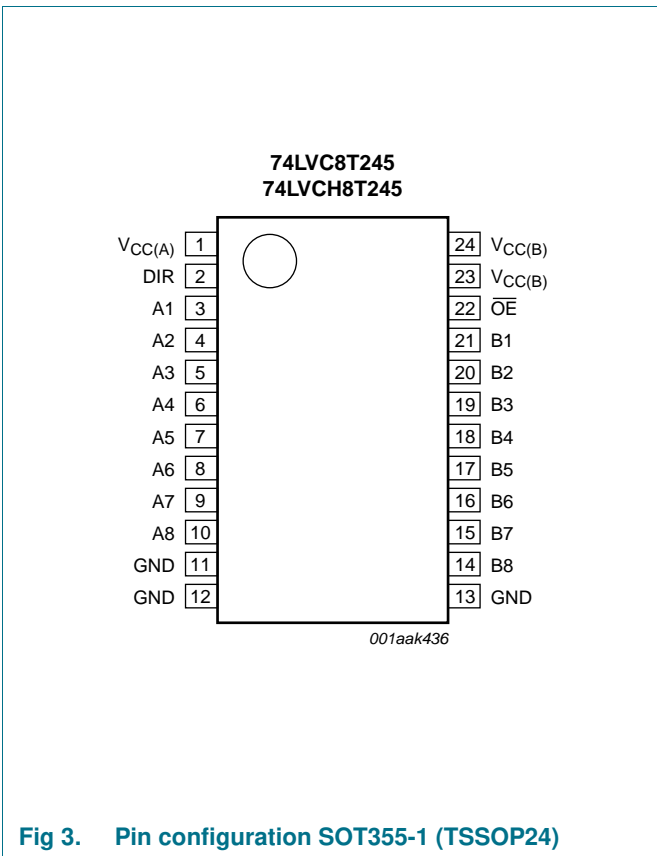 74LVC8T245
74LVCH8T245
VCC(A) 1 24 VCC(B)
DIR 2 23 VCC(B)
A1 3 22 O̅E̅
A2 4 21 B1
A3 5 20 B2
A4 6 19 B3
A5 7 18 B4
A6 8 17 B5
A7 9 16 B6
A8 10 15 B7
GND 11 14 B8
GND 12 13 GND
001aak436
Fig 3. Pin configuration SOT355-1 (TSSOP24)